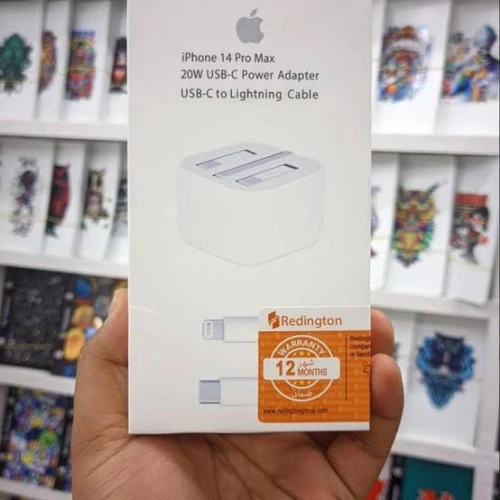 iPhone 14 Pro Max
20W USB-C Power Adapter
USB-C to Lightning Cable
Redington
WARRANTY
12 شهر MONTHS
ضمان
www.redingtongroup.com